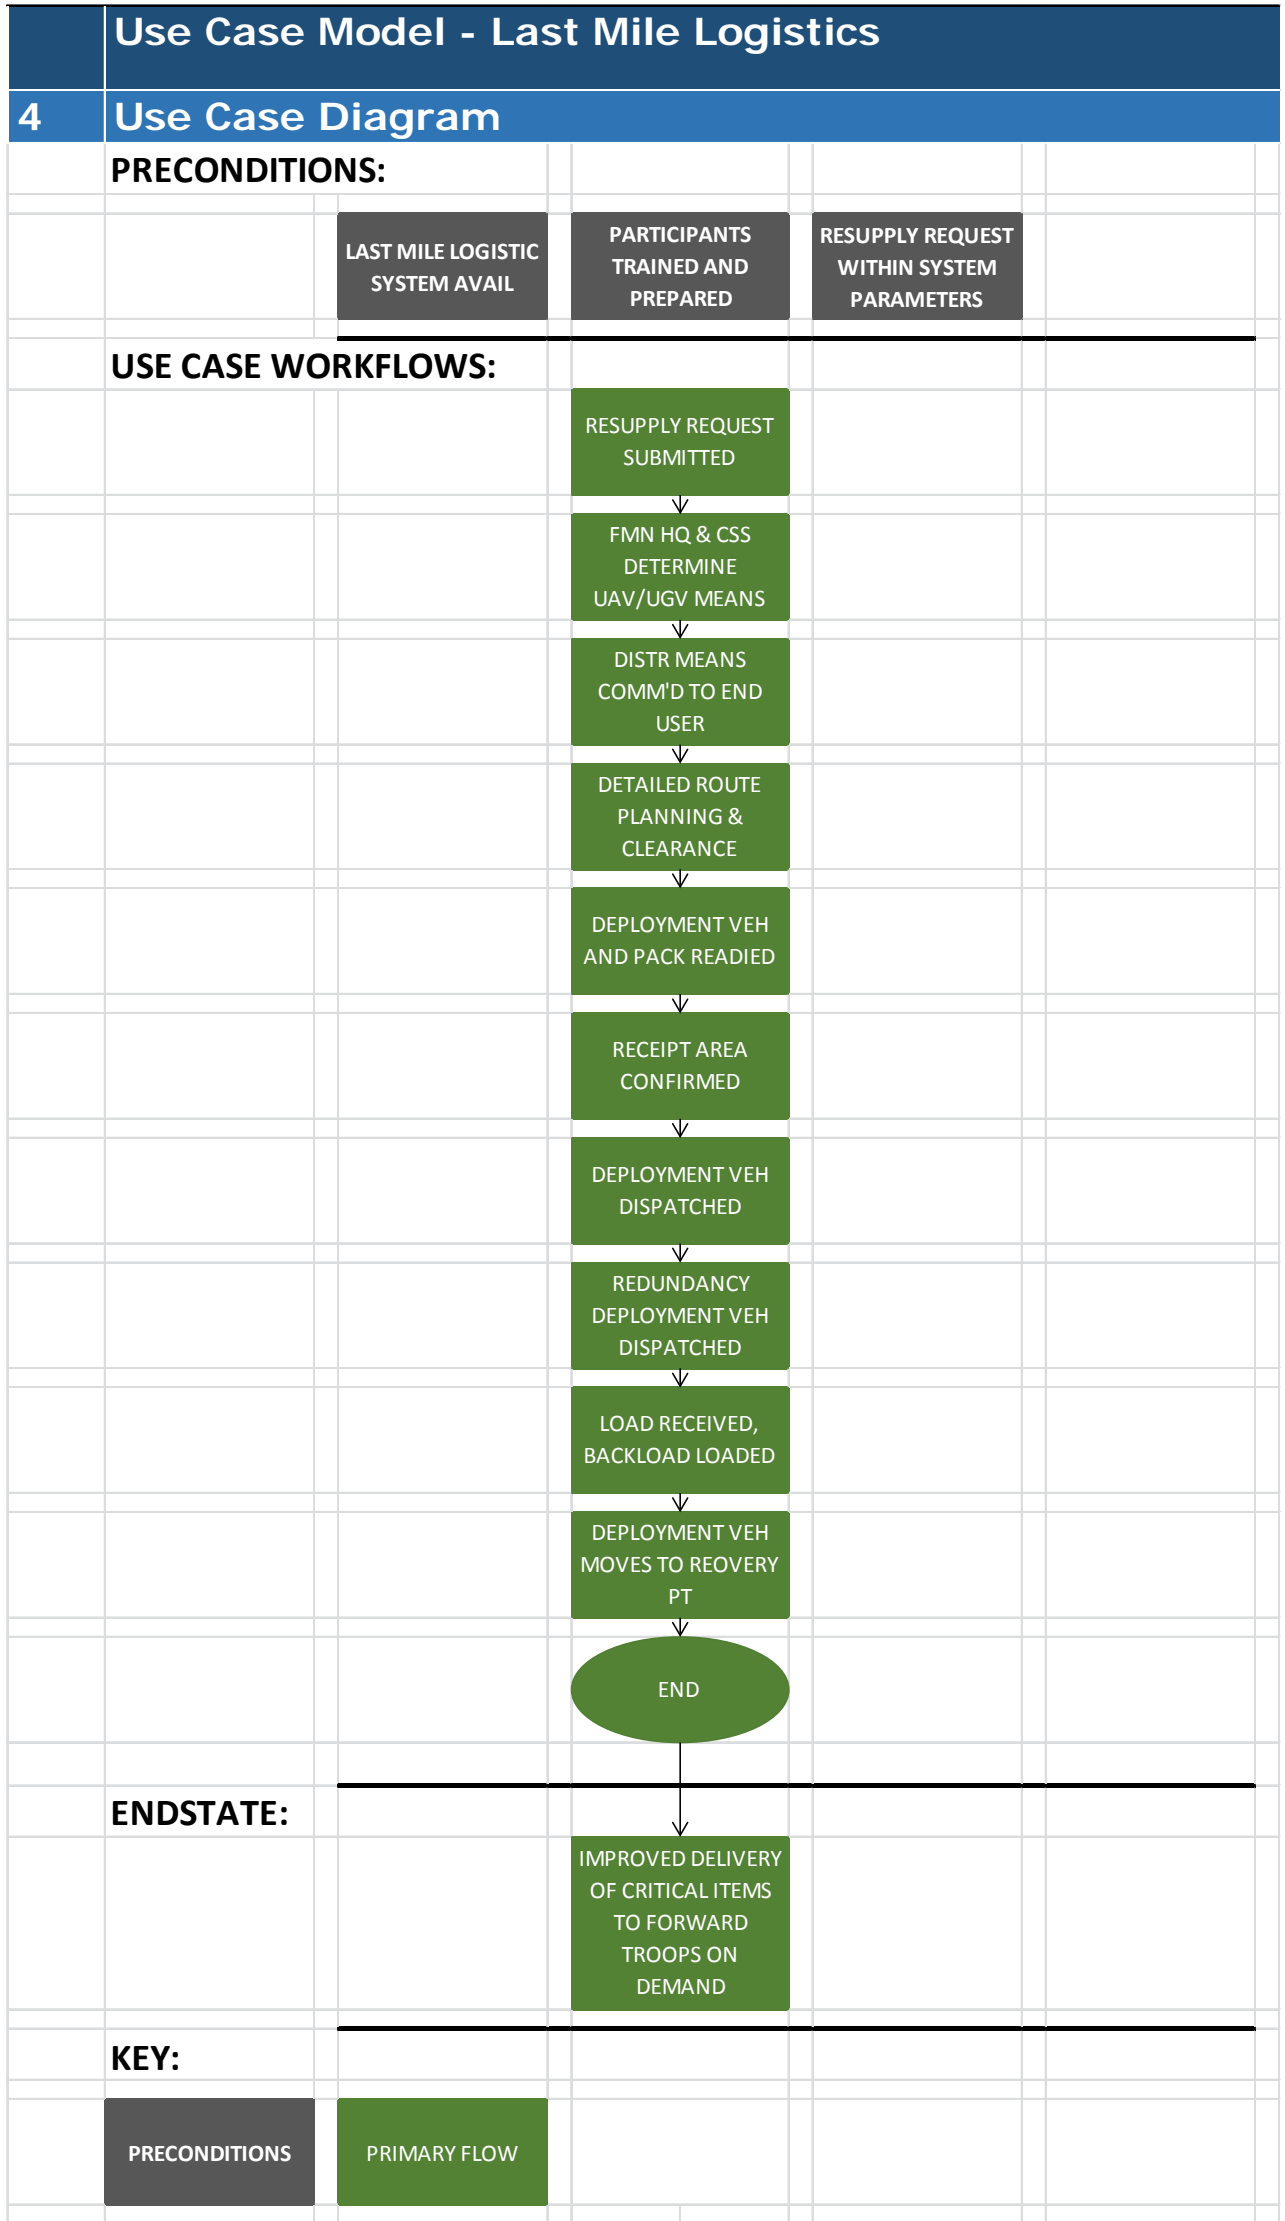 Use Case Model - Last Mile Logistics
4 Use Case Diagram
PRECONDITIONS:
LAST MILE LOGISTIC
SYSTEM AVAIL
PARTICIPANTS
TRAINED AND
PREPARED
RESUPPLY REQUEST
WITHIN SYSTEM
PARAMETERS
USE CASE WORKFLOWS:
RESUPPLY REQUEST
SUBMITTED
FMN HQ & CSS
DETERMINE
UAV/UGV MEANS
DISTR MEANS
COMM'D TO END
USER
DETAILED ROUTE
PLANNING &
CLEARANCE
DEPLOYMENT VEH
AND PACK READIED
RECEIPT AREA
CONFIRMED
DEPLOYMENT VEH
DISPATCHED
REDUNDANCY
DEPLOYMENT VEH
DISPATCHED
LOAD RECEIVED,
BACKLOAD LOADED
DEPLOYMENT VEH
MOVES TO REOVERY
PT
END
ENDSTATE:
IMPROVED DELIVERY
OF CRITICAL ITEMS
TO FORWARD
TROOPS ON
DEMAND
KEY:
PRECONDITIONS
PRIMARY FLOW